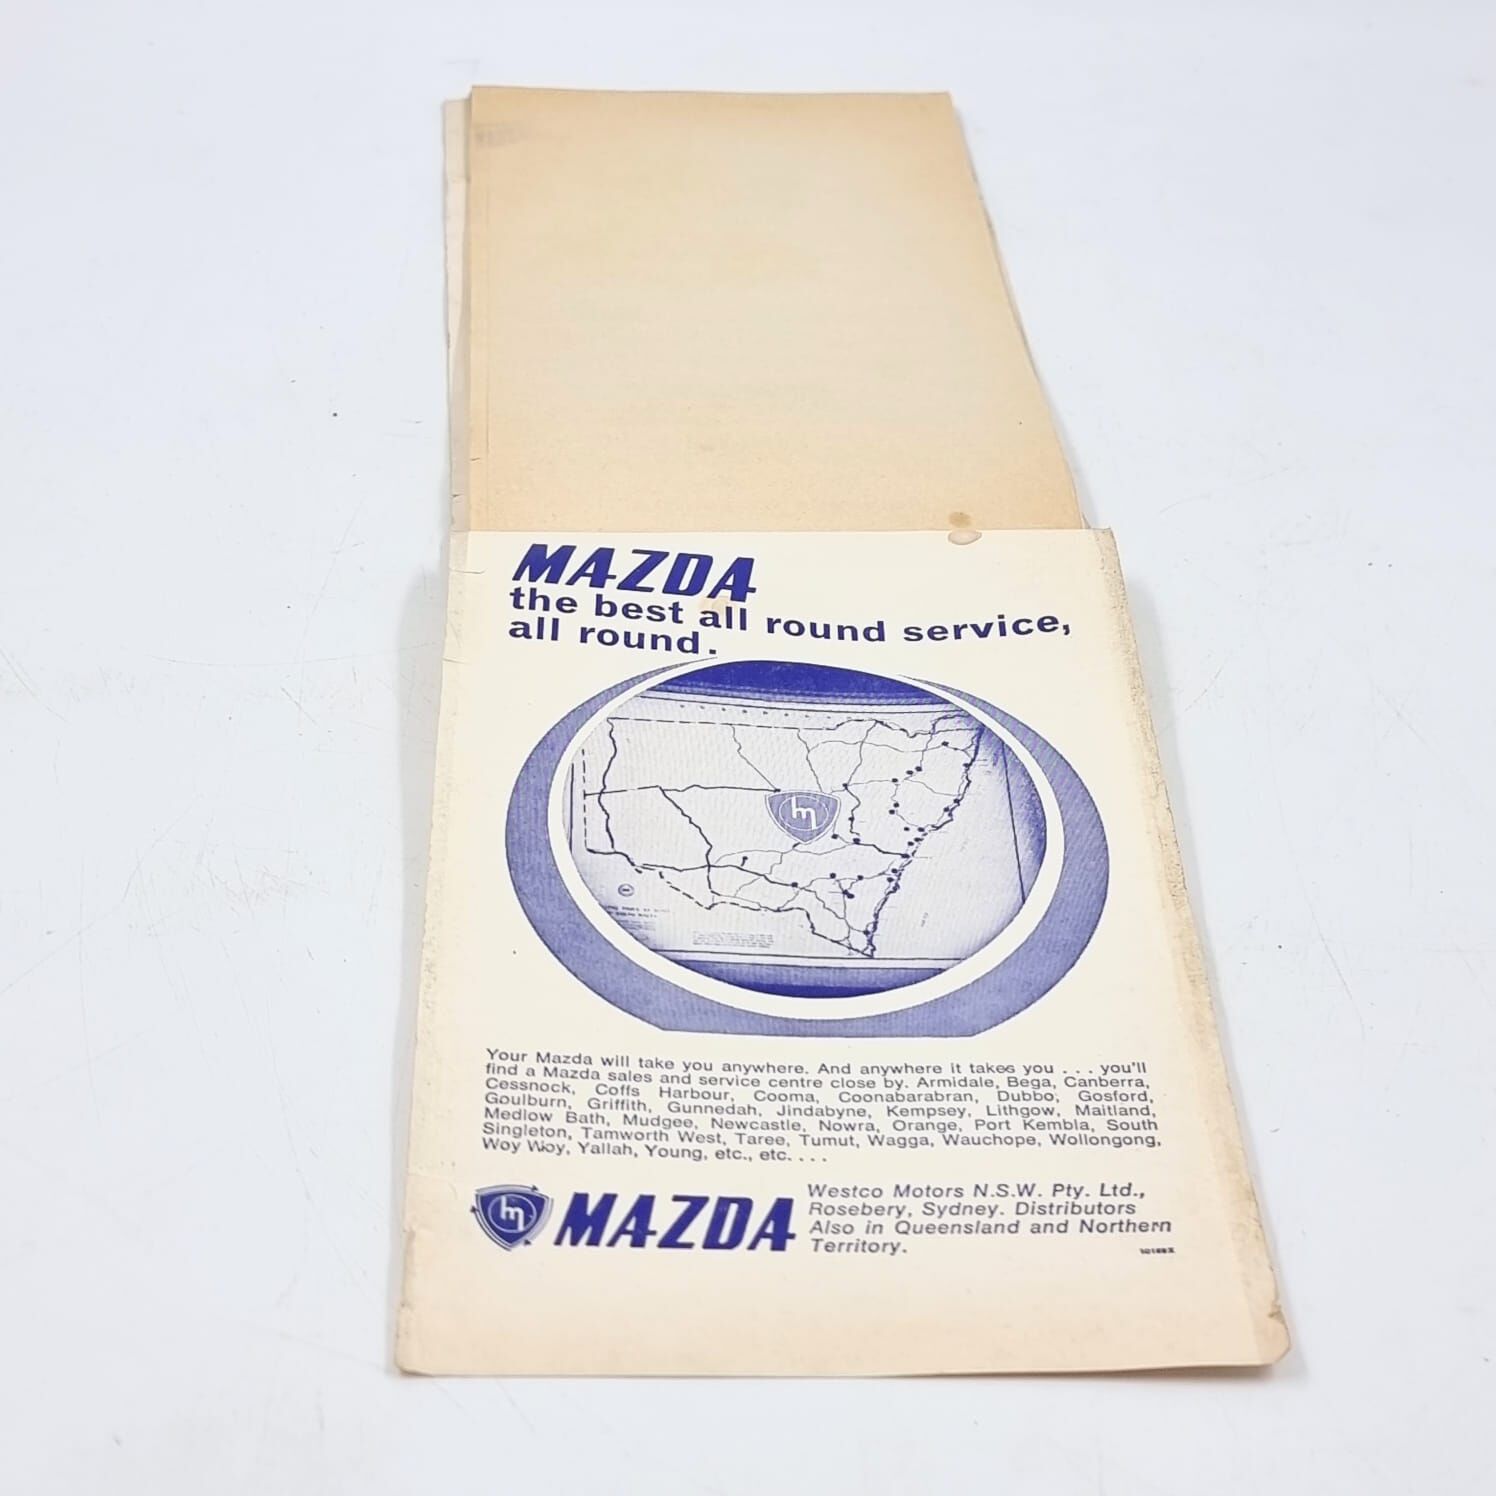 MAZDA
the best all round service,
all round.
Your Mazda will take you anywhere. And anywhere it takes you . . . you'll
find a Mazda sales and service centre close by. Armidale, Bega, Canberra,
Cessnock, Coffs Harbour, Cooma, Coonabarabran, Dubbo, Gosford,
Goulburn, Griffith, Gunnedah, Jindabyne, Kempsey, Lithgow, Maitland,
Medlow Bath, Mudgee, Newcastle, Nowra, Orange, Port Kembla, South
Singleton, Tamworth West, Taree, Tumut, Wagga, Wauchope, Wollongong,
Woy Woy, Yallah, Young, etc., etc. . . .
MAZDA
Westco Motors N.S.W. Pty. Ltd.,
Rosebery, Sydney. Distributors
Also in Queensland and Northern
Territory.